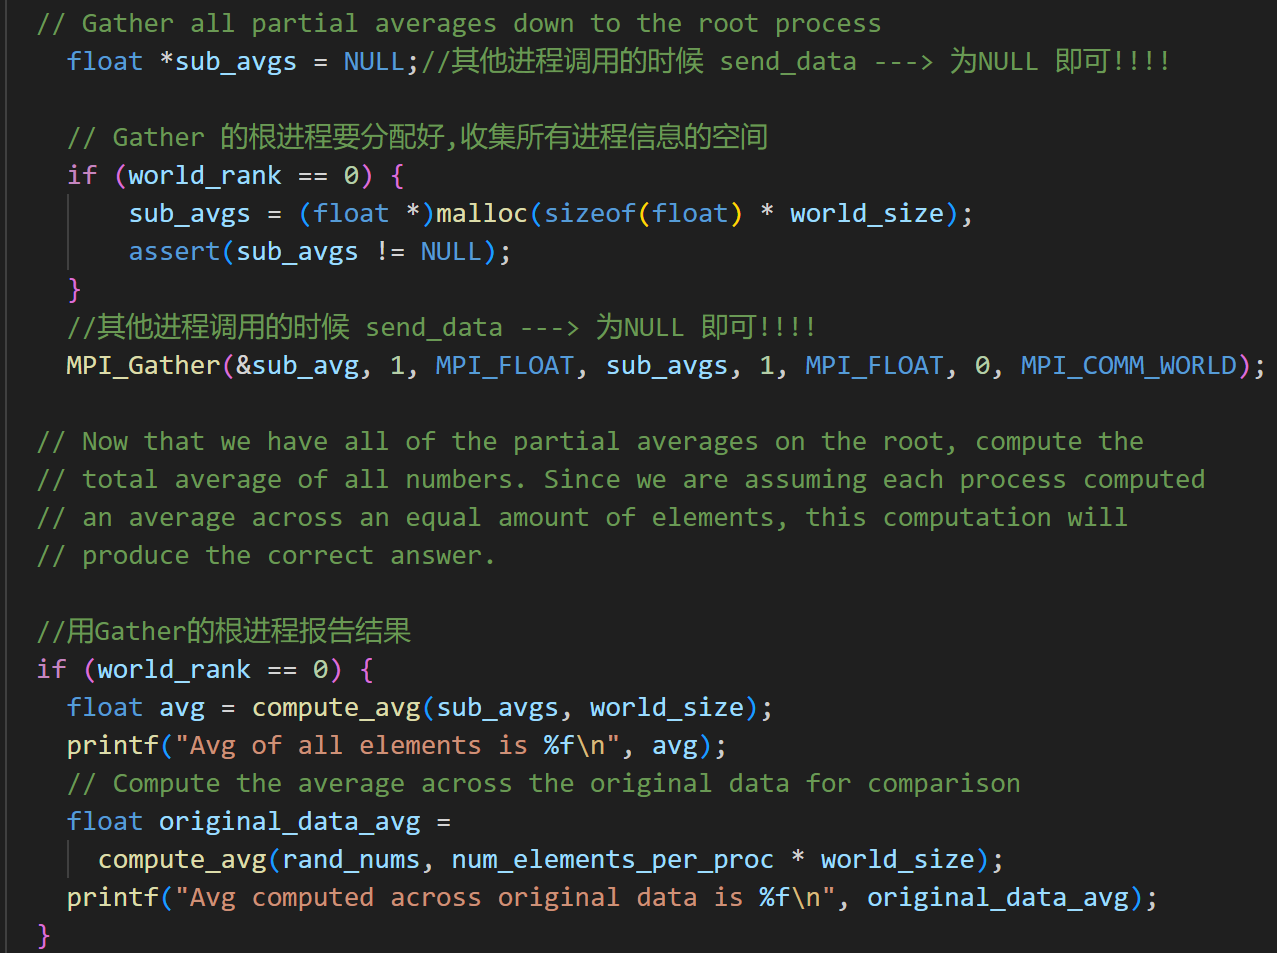 // Gather all partial averages down to the root process
float *sub_avgs = NULL;//其他进程调用的时候 send_data ---> 为NULL 即可!!!!
// Gather 的根进程要分配好,收集所有进程信息的空间
if (world_rank == 0) {
sub_avgs = (float *)malloc(sizeof(float) * world_size);
assert(sub_avgs != NULL);
}
//其他进程调用的时候 send_data ---> 为NULL 即可!!!!
MPI_Gather(&sub_avg, 1, MPI_FLOAT, sub_avgs, 1, MPI_FLOAT, 0, MPI_COMM_WORLD);
// Now that we have all of the partial averages on the root, compute the
// total average of all numbers. Since we are assuming each process computed
// an average across an equal amount of elements, this computation will
// produce the correct answer.
//用Gather的根进程报告结果
if (world_rank == 0) {
float avg = compute_avg(sub_avgs, world_size);
printf("Avg of all elements is %f\n", avg);
// Compute the average across the original data for comparison
float original_data_avg =
compute_avg(rand_nums, num_elements_per_proc * world_size);
printf("Avg computed across original data is %f\n", original_data_avg);
}